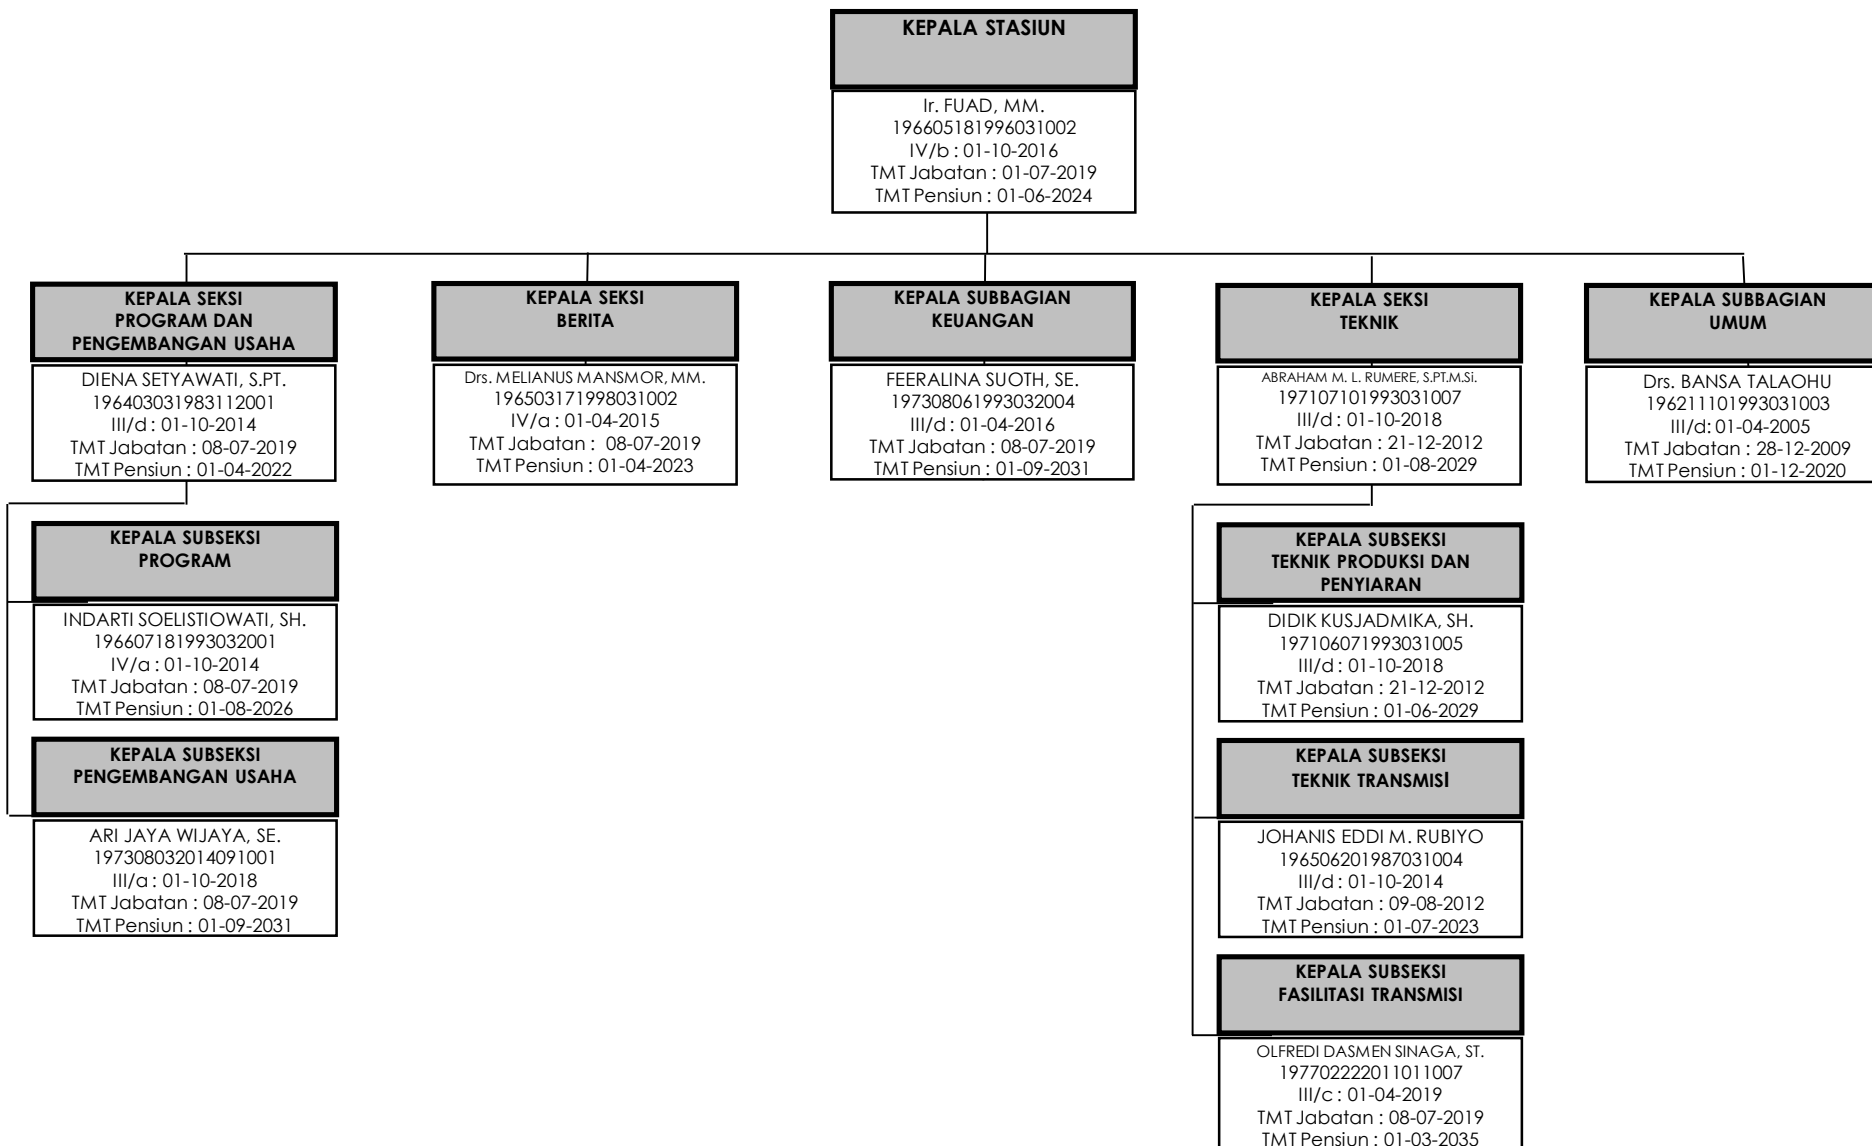 KEPALA STASIUN
Ir. FUAD, MM.
196605181996031002
IV/b : 01-10-2016
TMT Jabatan : 01-07-2019
TMT Pensiun : 01-06-2024
KEPALA SEKSI
PROGRAM DAN
PENGEMBANGAN USAHA
DIENA SETYAWATI, S.PT.
196403031983112001
III/d : 01-10-2014
TMT Jabatan : 08-07-2019
TMT Pensiun : 01-04-2022
KEPALA SUBSEKSI
PROGRAM
INDARTI SOELISTIOWATI, SH.
196607181993032001
IV/a : 01-10-2014
TMT Jabatan : 08-07-2019
TMT Pensiun : 01-08-2026
KEPALA SUBSEKSI
PENGEMBANGAN USAHA
ARI JAYA WIJAYA, SE.
197308032014091001
III/a : 01-10-2018
TMT Jabatan : 08-07-2019
TMT Pensiun : 01-09-2031
KEPALA SEKSI
BERITA
Drs. MELIANUS MANSMOR, MM.
196503171998031002
IV/a : 01-04-2015
TMT Jabatan : 08-07-2019
TMT Pensiun : 01-04-2023
KEPALA SUBBAGIAN
KEUANGAN
FEERALINA SUOTH, SE.
197308061993032004
III/d : 01-04-2016
TMT Jabatan : 08-07-2019
TMT Pensiun : 01-09-2031
KEPALA SEKSI
TEKNIK
ABRAHAM M. L. RUMERE, S.PT.M.Si.
197107101993031007
III/d : 01-10-2018
TMT Jabatan : 21-12-2012
TMT Pensiun : 01-08-2029
KEPALA SUBSEKSI
TEKNIK PRODUKSI DAN
PENYIARAN
DIDIK KUSJADMIKA, SH.
197106071993031005
III/d : 01-10-2018
TMT Jabatan : 21-12-2012
TMT Pensiun : 01-06-2029
KEPALA SUBSEKSI
TEKNIK TRANSMISI
JOHANIS EDDI M. RUBIYO
196506201987031004
III/d : 01-10-2014
TMT Jabatan : 09-08-2012
TMT Pensiun : 01-07-2023
KEPALA SUBSEKSI
FASILITASI TRANSMISI
OLFREDI DASMEN SINAGA, ST.
197702222011011007
III/c : 01-04-2019
TMT Jabatan : 08-07-2019
TMT Pensiun : 01-03-2035
KEPALA SUBBAGIAN
UMUM
Drs. BANSA TALAOHU
196211101993031003
III/d: 01-04-2005
TMT Jabatan : 28-12-2009
TMT Pensiun : 01-12-2020